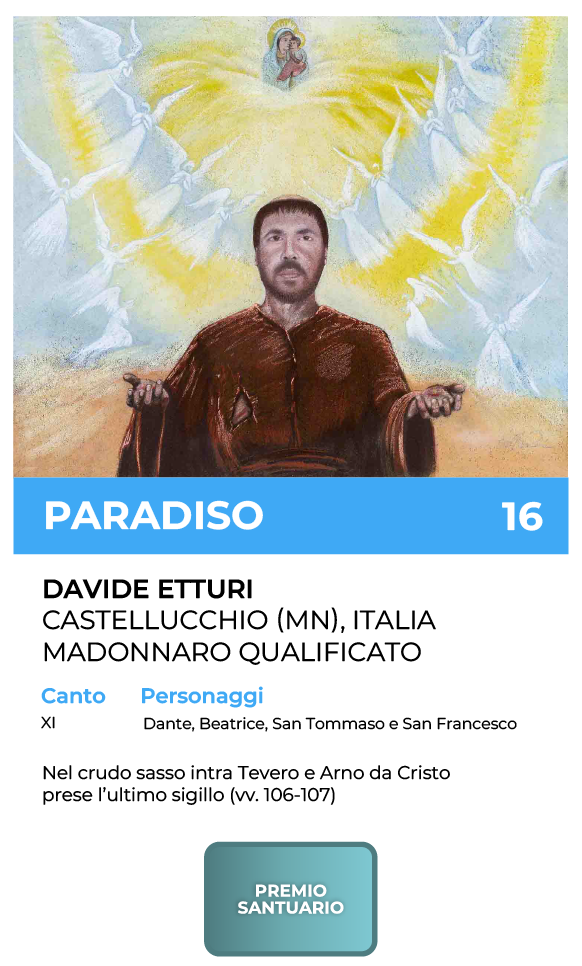 PARADISO 16
DAVIDE ETTURI
CASTELLUCCHIO (MN), ITALIA
MADONNARO QUALIFICATO
Canto Personaggi
XI Dante, Beatrice, San Tommaso e San Francesco
Nel crudo sasso intra Tevero e Arno da Cristo
prese l’ultimo sigillo (vv. 106-107)
PREMIO
SANTUARIO